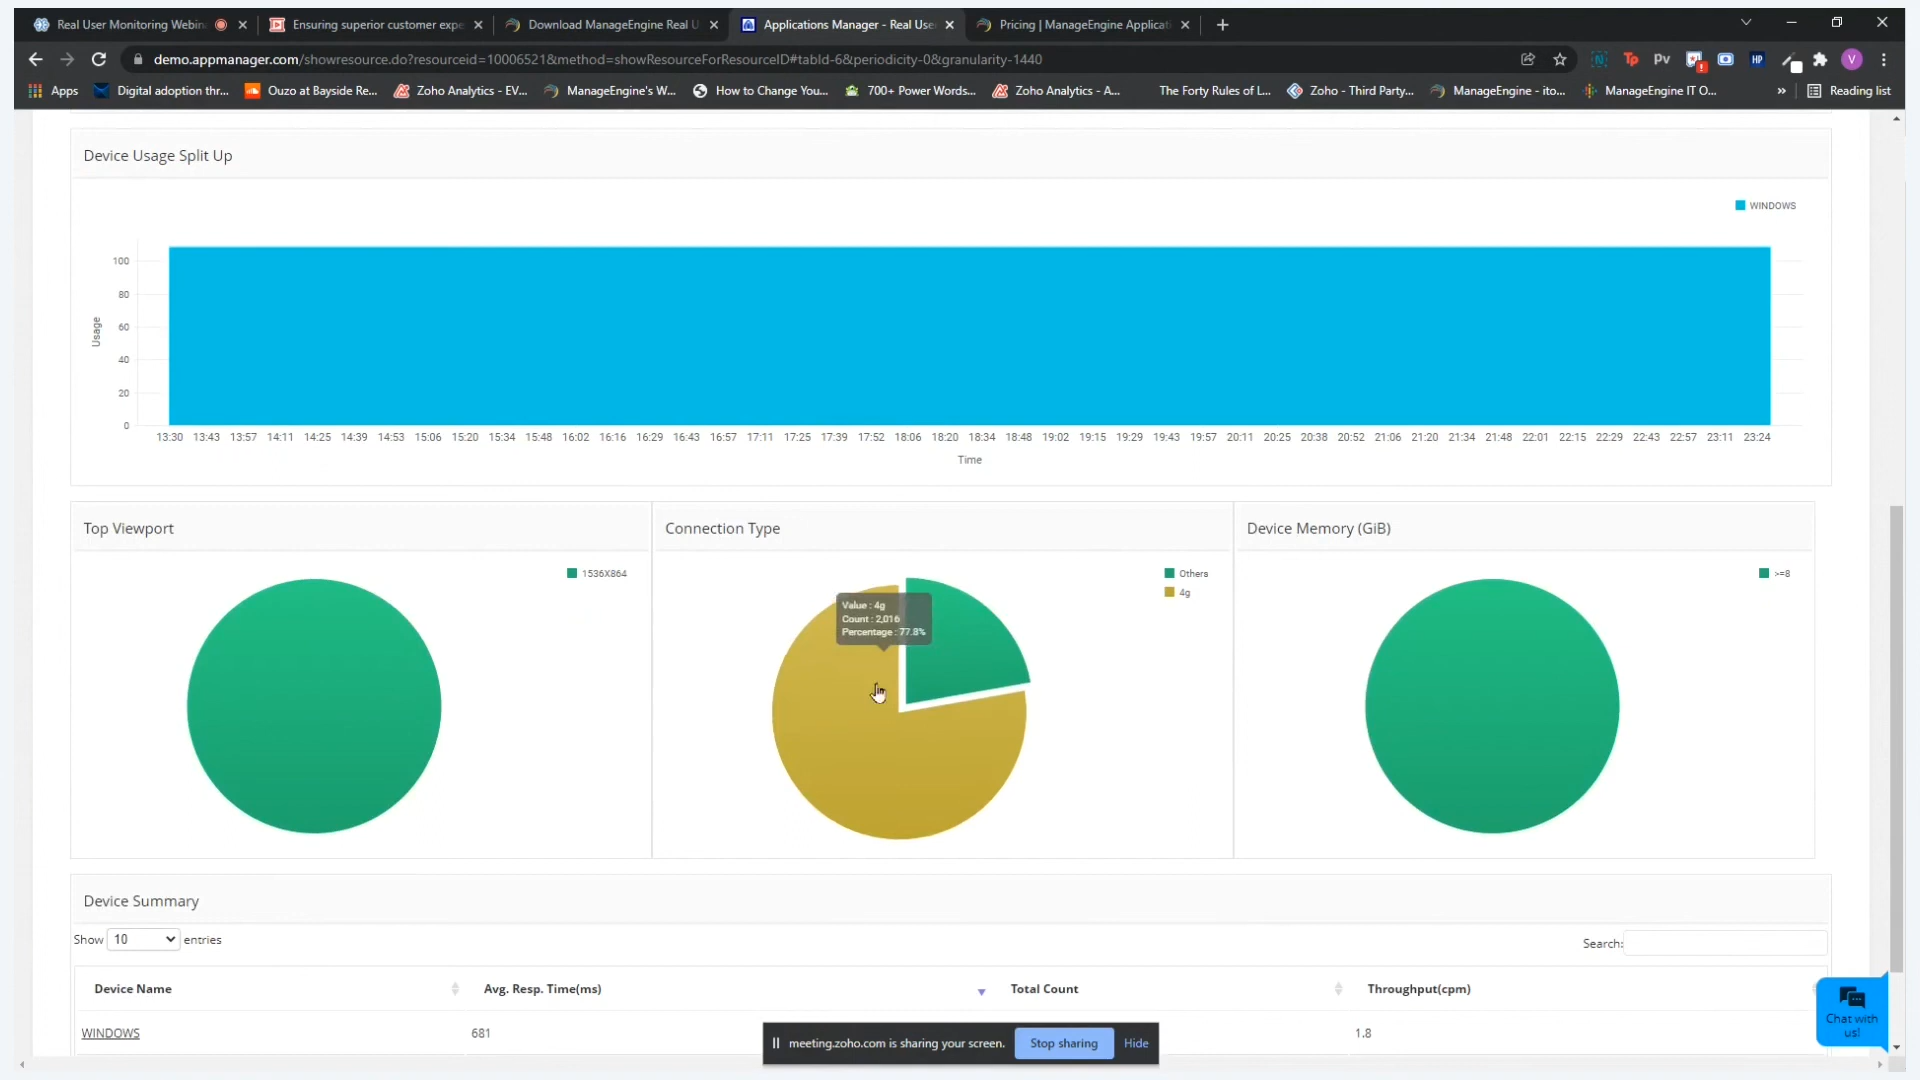 Real User Monitoring Webin
Ensuring superior customer expe
Download ManageEngine Real U
Applications Manager - Real Use
Pricing | ManageEngine Applicati
demo.appmanager.com/showresource.do?resourceid=10006521&method=showResourceForResourceID#tabId-6&periodicity-0&granularity-1440
Tp
Pv
HP
V
Apps
Digital adoption thr...
Ouzo at Bayside Re...
Zoho Analytics - EV...
ManageEngine's W...
How to Change You...
700+ Power Words...
Zoho Analytics - A...
The Forty Rules of L...
Zoho - Third Party...
ManageEngine - ito...
ManageEngine IT O...
»
Reading list
Device Usage Split Up
WINDOWS
100
80
60
40
20
0
Usage
13:30 13:43 13:57 14:11 14:25 14:39 14:53 15:06 15:20 15:34 15:48 16:02 16:16 16:29 16:43 16:57 17:11 17:25 17:39 17:52 18:06 18:20 18:34 18:48 19:02 19:15 19:29 19:43 19:57 20:11 20:25 20:38 20:52 21:06 21:20 21:34 21:48 22:01 22:15 22:29 22:43 22:57 23:11 23:24
Time
Top Viewport
1536X864
Connection Type
Others
4g
Value : 4g
Count : 2,016
Percentage : 77.8%
Device Memory (GiB)
>=8
Device Summary
Show 10 entries
Search:
Device Name Avg. Resp. Time(ms) Total Count Throughput(cpm)
WINDOWS 681 1.8
meeting.zoho.com is sharing your screen. Stop sharing Hide
Chat with
us!